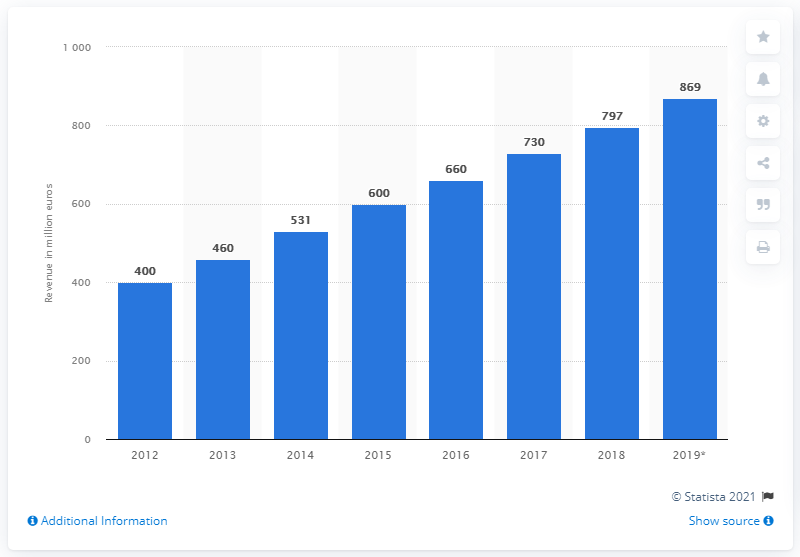 1 000
869
797
800
730
660
600
600
531
460
400
400
200
0
Revenue in million euros
2012 2013 2014 2015 2016 2017 2018 2019*
© Statista 2021
Additional Information
Show source